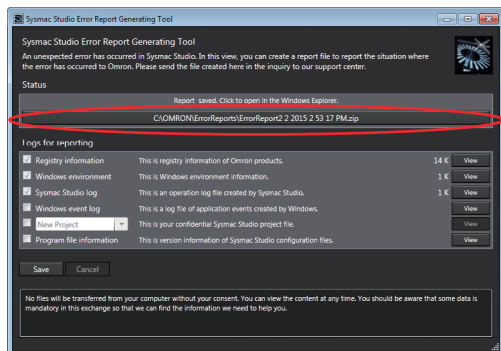 Sysmac Studio Error Report Generating Tool
Sysmac Studio Error Report Generating Tool
An unexpected error has occurred in Sysmac Studio. In this view, you can create a report file to report the situation where
the error has occurred to Omron. Please send the file created here in the inquiry to our support center.
Status
Report saved. Click to open in the Windows Explorer.
C:\OMRON\ErrorReports\ErrorReport2 2 2015 2 53 17 PM.zip
Logs for reporting
Registry information This is registry information of Omron products. 14 K View
Windows environment This is Windows environment information. 1 K View
Sysmac Studio log This is an operation log file created by Sysmac Studio. 1 K View
Windows event log This is a log file of application events created by Windows. View
New Project This is your confidential Sysmac Studio project file. View
Program file information This is version information of Sysmac Studio configuration files. View
Save Cancel
No files will be transferred from your computer without your consent. You can view the content at any time. You should be aware that some data is
mandatory in this exchange so that we can find the information we need to help you.